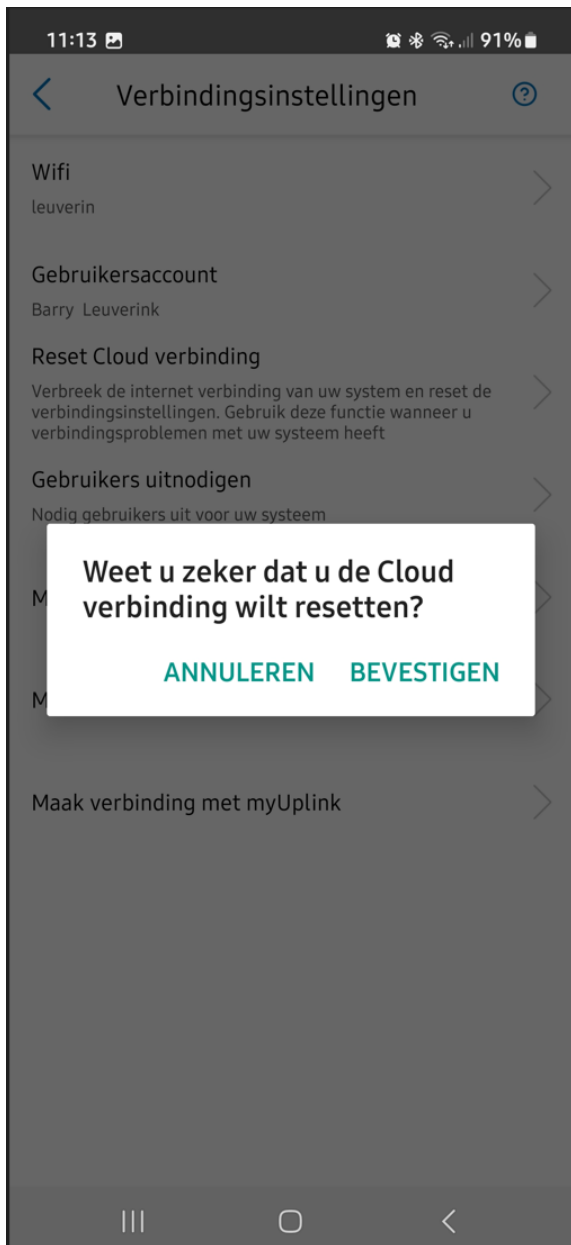 11:13
91%
Verbindingsinstellingen
Wifi
leuverin
Gebruikersaccount
Barry Leuverink
Reset Cloud verbinding
Verbreek de internet verbinding van uw system en reset de
verbindingsinstellingen. Gebruik deze functie wanneer u
verbindingsproblemen met uw systeem heeft
Gebruikers uitnodigen
Nodig gebruikers uit voor uw systeem
Weet u zeker dat u de Cloud
verbinding wilt resetten?
ANNULEREN BEVESTIGEN
M
M
Maak verbinding met myUplink